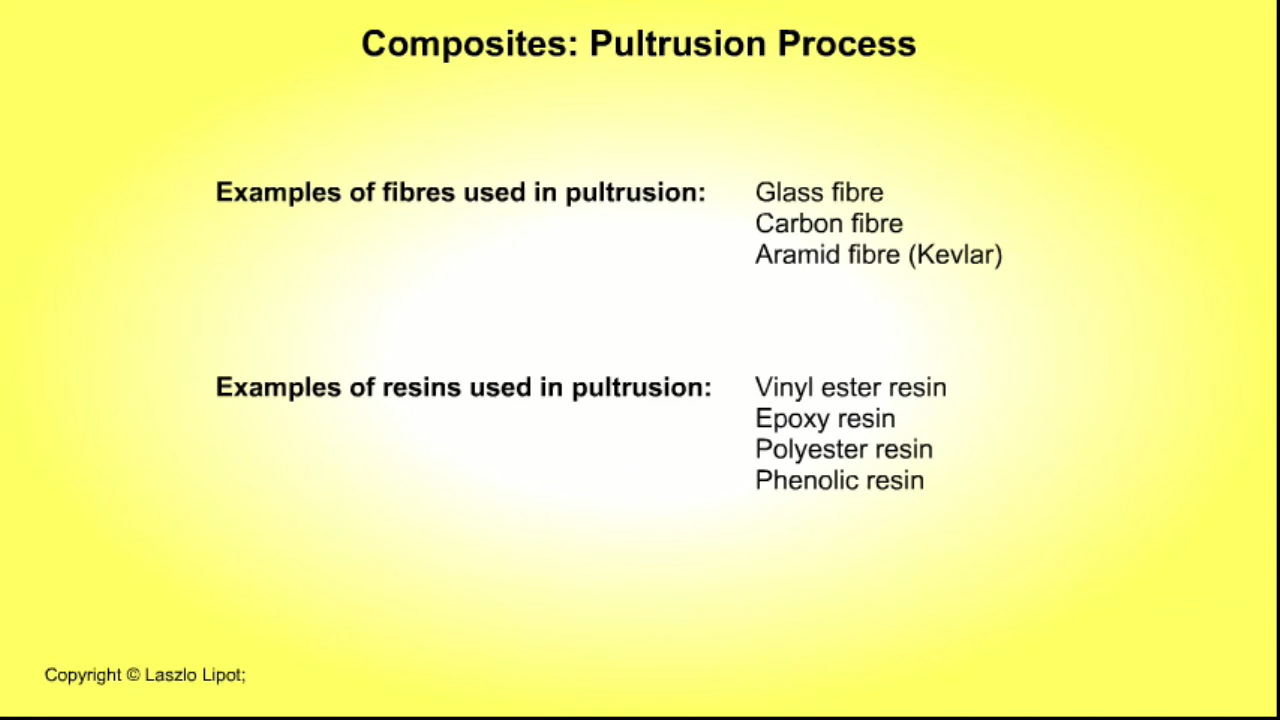 Composites: Pultrusion Process
Examples of fibres used in pultrusion: Glass fibre
Carbon fibre
Aramid fibre (Kevlar)
Examples of resins used in pultrusion: Vinyl ester resin
Epoxy resin
Polyester resin
Phenolic resin
Copyright © Laszlo Lipot;